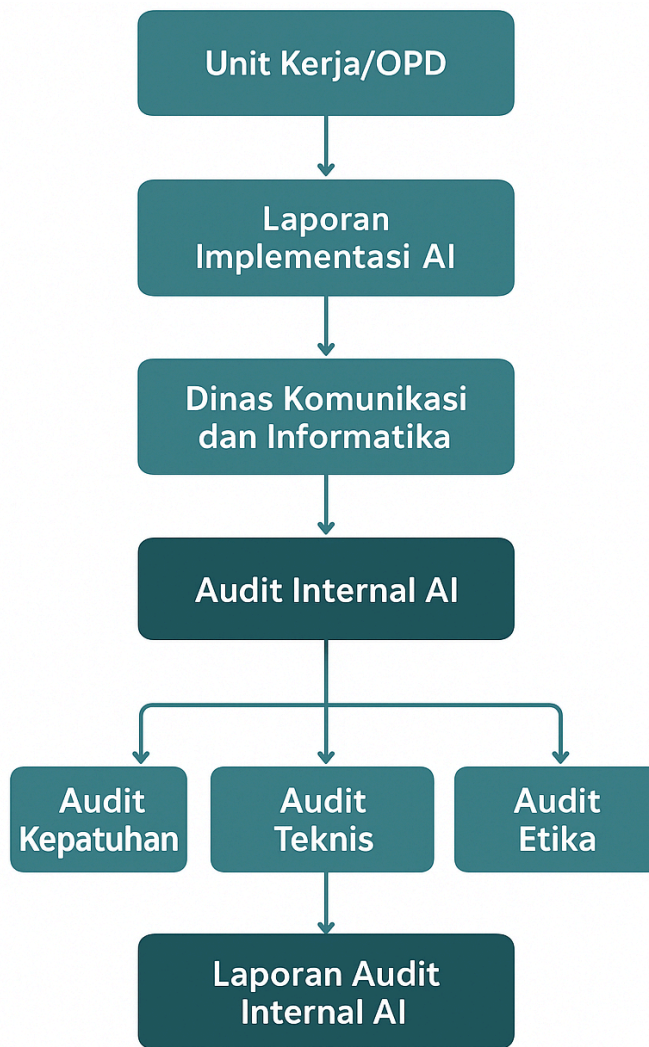 Unit Kerja/OPD
Laporan
Implementasi AI
Dinas Komunikasi
dan Informatika
Audit Internal AI
Audit
Kepatuhan
Audit
Teknis
Audit
Etika
Laporan Audit
Internal AI